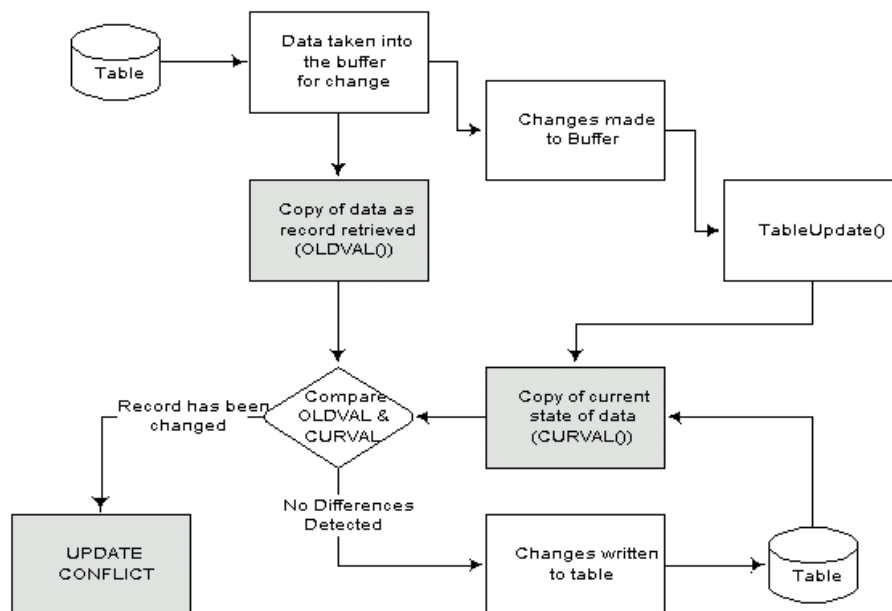 Data taken into
the buffer
for change
Table
Changes made
to Buffer
Copy of data as
record retrieved
(OLDVAL())
TableUpdate()
Record has been
changed
Compare
OLDVAL &
CURVAL
Copy of current
state of data
(CURVAL())
No Differences
Detected
UPDATE
CONFLICT
Changes written
to table
Table